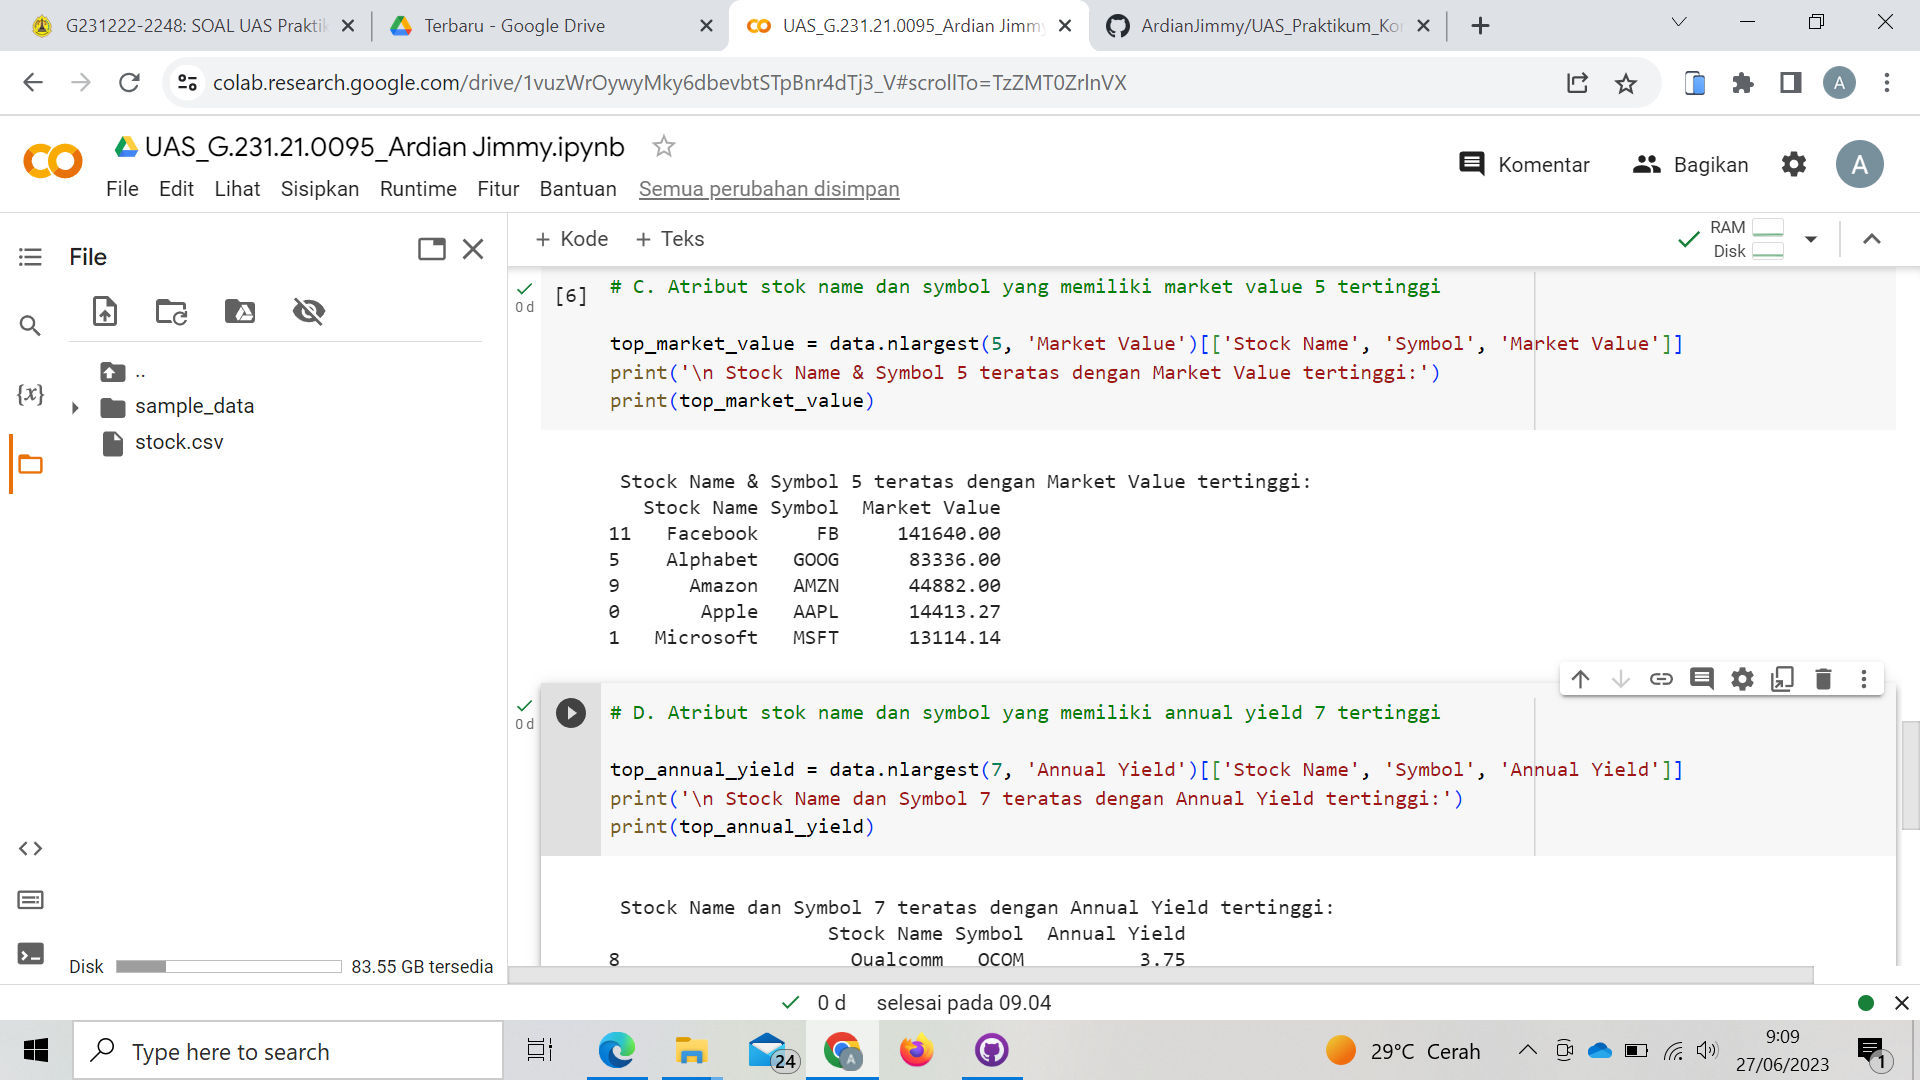 G231222-2248: SOAL UAS Prakti
Terbaru - Google Drive
UAS_G.231.21.0095_Ardian Jimm
ArdianJimmy/UAS_Praktikum_Ko
colab.research.google.com/drive/1vuzWrOywyMky6dbevbtSTpBnr4dTj3_V#scrollTo=TzZMT0ZrlnVX
A
UAS_G.231.21.0095_Ardian Jimmy.ipynb
Komentar
Bagikan
A
File Edit Lihat Sisipkan Runtime Fitur Bantuan Semua perubahan disimpan
File
+ Kode + Teks
RAM
Disk
..
sample_data
stock.csv
0 d
[6]
# C. Atribut stok name dan symbol yang memiliki market value 5 tertinggi
top_market_value = data.nlargest(5, 'Market Value')[['Stock Name', 'Symbol', 'Market Value']]
print('\n Stock Name & Symbol 5 teratas dengan Market Value tertinggi:')
print(top_market_value)
Stock Name & Symbol 5 teratas dengan Market Value tertinggi:
Stock Name Symbol Market Value
11 Facebook FB 141640.00
5 Alphabet GOOG 83336.00
9 Amazon AMZN 44882.00
0 Apple AAPL 14413.27
1 Microsoft MSFT 13114.14
0 d
# D. Atribut stok name dan symbol yang memiliki annual yield 7 tertinggi
top_annual_yield = data.nlargest(7, 'Annual Yield')[['Stock Name', 'Symbol', 'Annual Yield']]
print('\n Stock Name dan Symbol 7 teratas dengan Annual Yield tertinggi:')
print(top_annual_yield)
Stock Name dan Symbol 7 teratas dengan Annual Yield tertinggi:
Stock Name Symbol Annual Yield
8 Qualcomm QCOM 3.75
Disk 83.55 GB tersedia
0 d selesai pada 09.04
Type here to search
24
A
29°C Cerah
9:09
27/06/2023
1